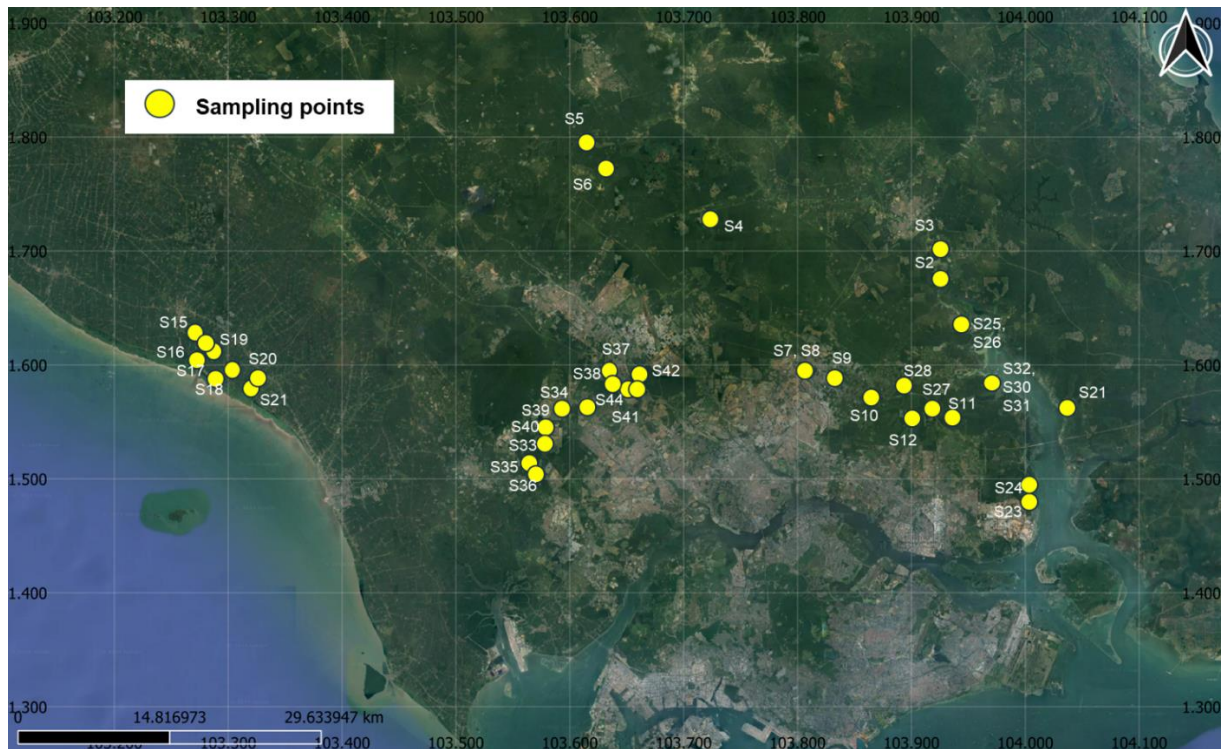 103.200 103.300 103.400 103.500 103.600 103.700 103.800 103.900 104.000 104.100
1.900 1.900
Sampling points
S5
1.800 1.800
S6
S3
S4
S2
1.700 1.700
S15
S19
S25,
S26
S37
S7, S8
S9
S16
S20
1.600 1.600
S17
S38
S42
S28
S32,
S30
S31
S18
S21
S34
S44
S27
S21
S39
S41
S10
S11
S40
S12
S33
S35
S36
1.500 1.500
S24
S23
1.400 1.400
1.300 1.300
0 14.816973 29.633947 km
103.200 103.300 103.400 103.500 103.600 103.700 103.800 103.900 104.000 104.100